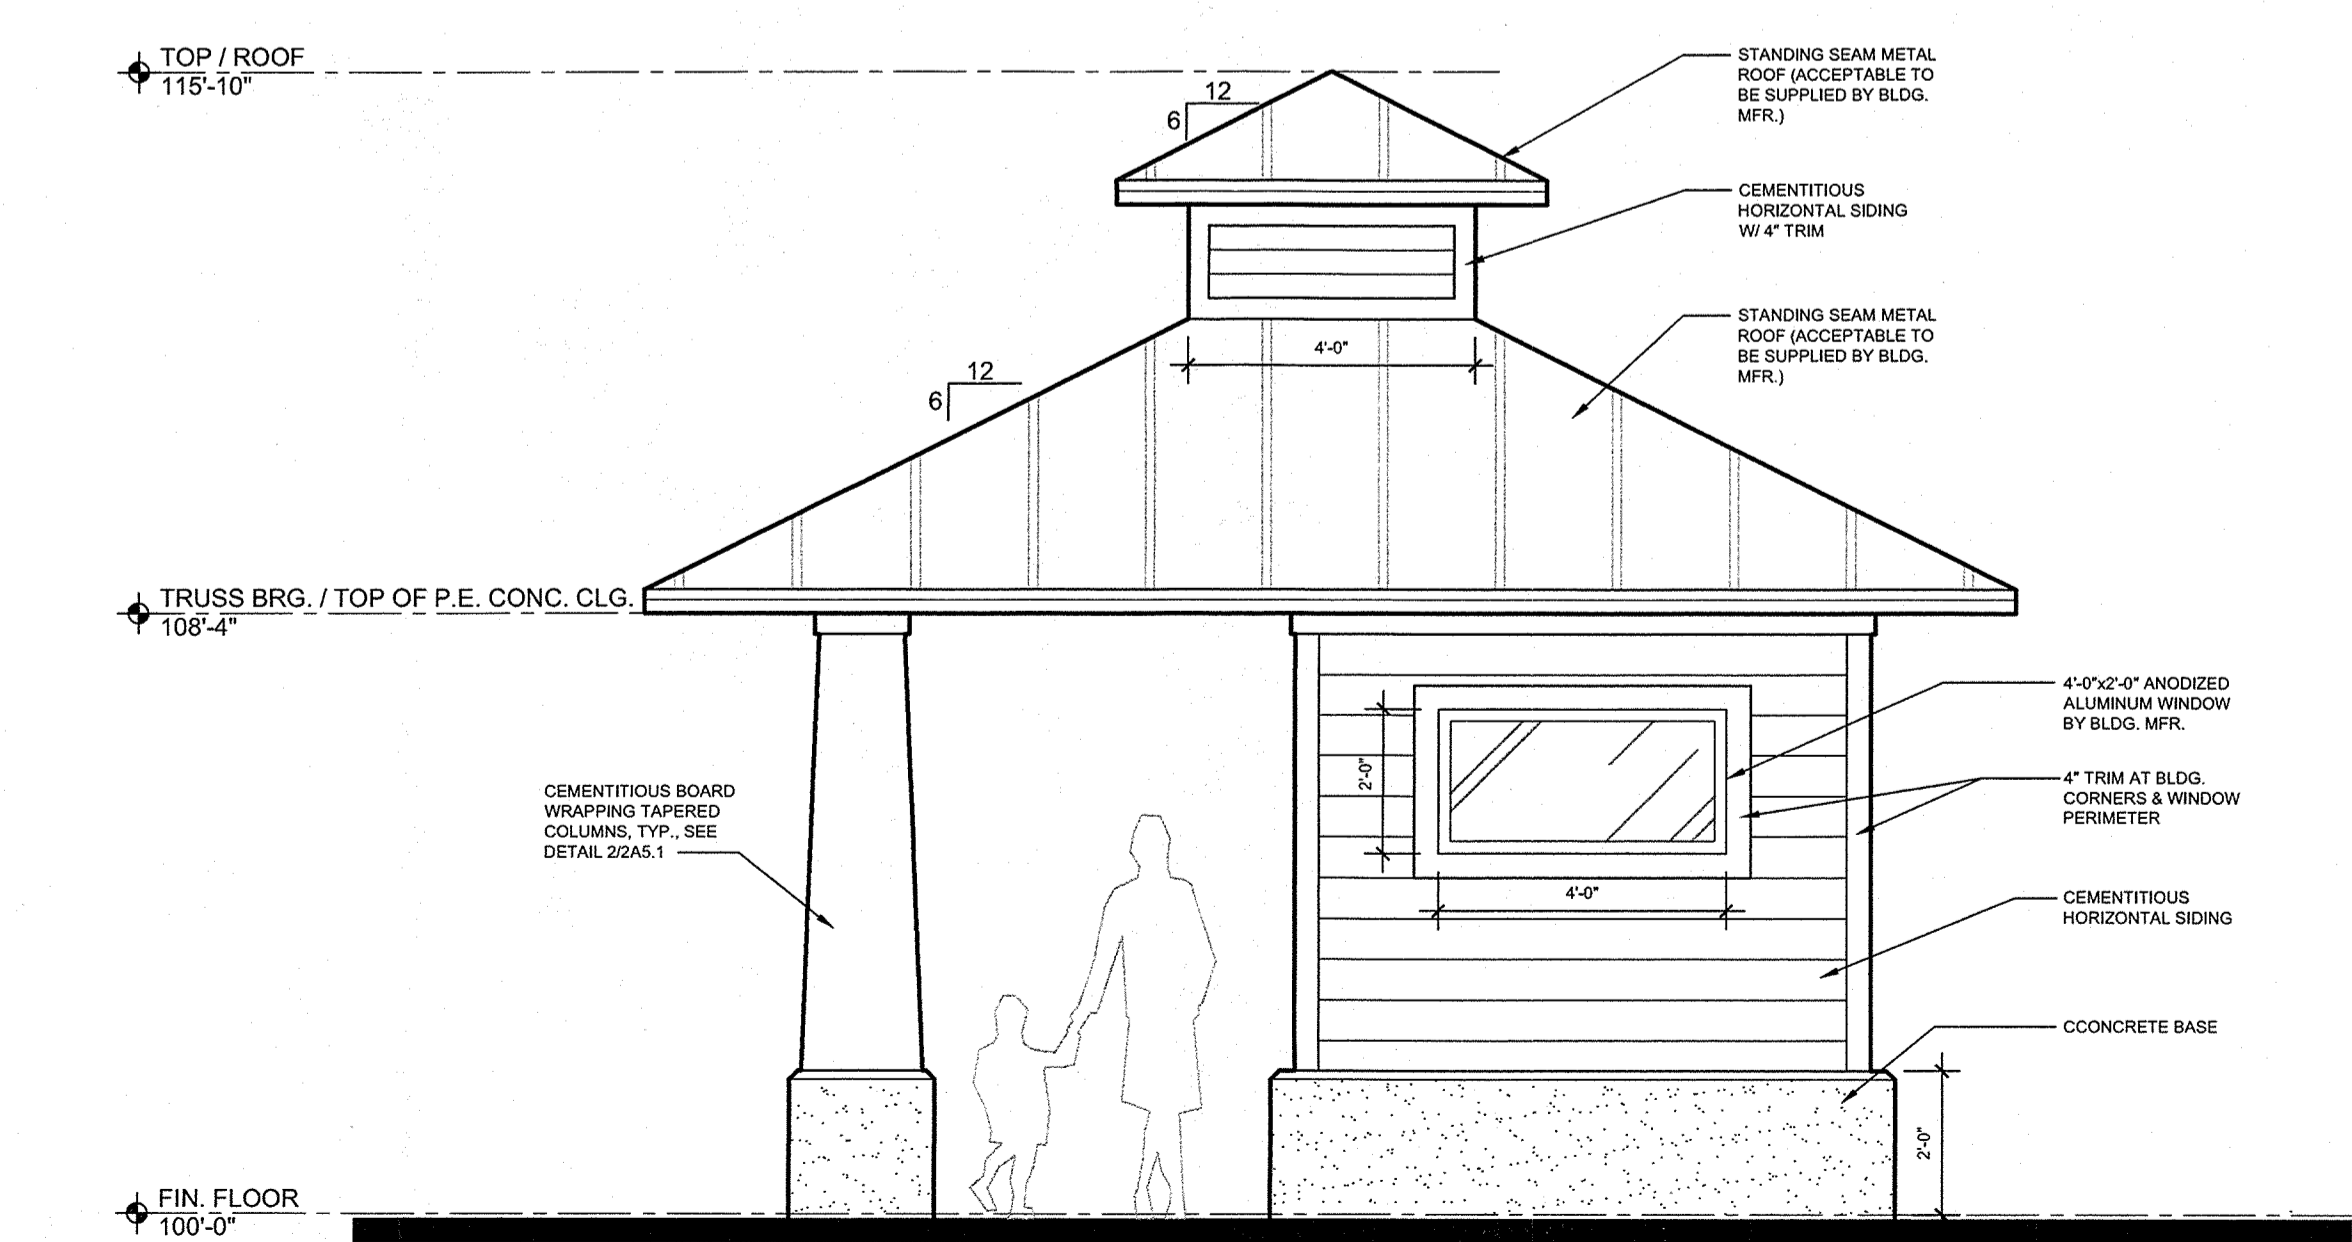 TOP / ROOF
115'-10"
12
6
STANDING SEAM METAL
ROOF (ACCEPTABLE TO
BE SUPPLIED BY BLDG.
MFR.)
CEMENTITIOUS
HORIZONTAL SIDING
W/ 4" TRIM
STANDING SEAM METAL
ROOF (ACCEPTABLE TO
BE SUPPLIED BY BLDG.
MFR.)
4'-0"
12
6
TRUSS BRG. / TOP OF P.E. CONC. CLG.
108'-4"
4'-0"x2'-0" ANODIZED
ALUMINUM WINDOW
BY BLDG. MFR.
2'-0"
4" TRIM AT BLDG.
CORNERS & WINDOW
PERIMETER
CEMENTITIOUS BOARD
WRAPPING TAPERED
COLUMNS, TYP., SEE
DETAIL 2/2A5.1
4'-0"
CEMENTITIOUS
HORIZONTAL SIDING
CCONCRETE BASE
2'-0"
FIN. FLOOR
100'-0"